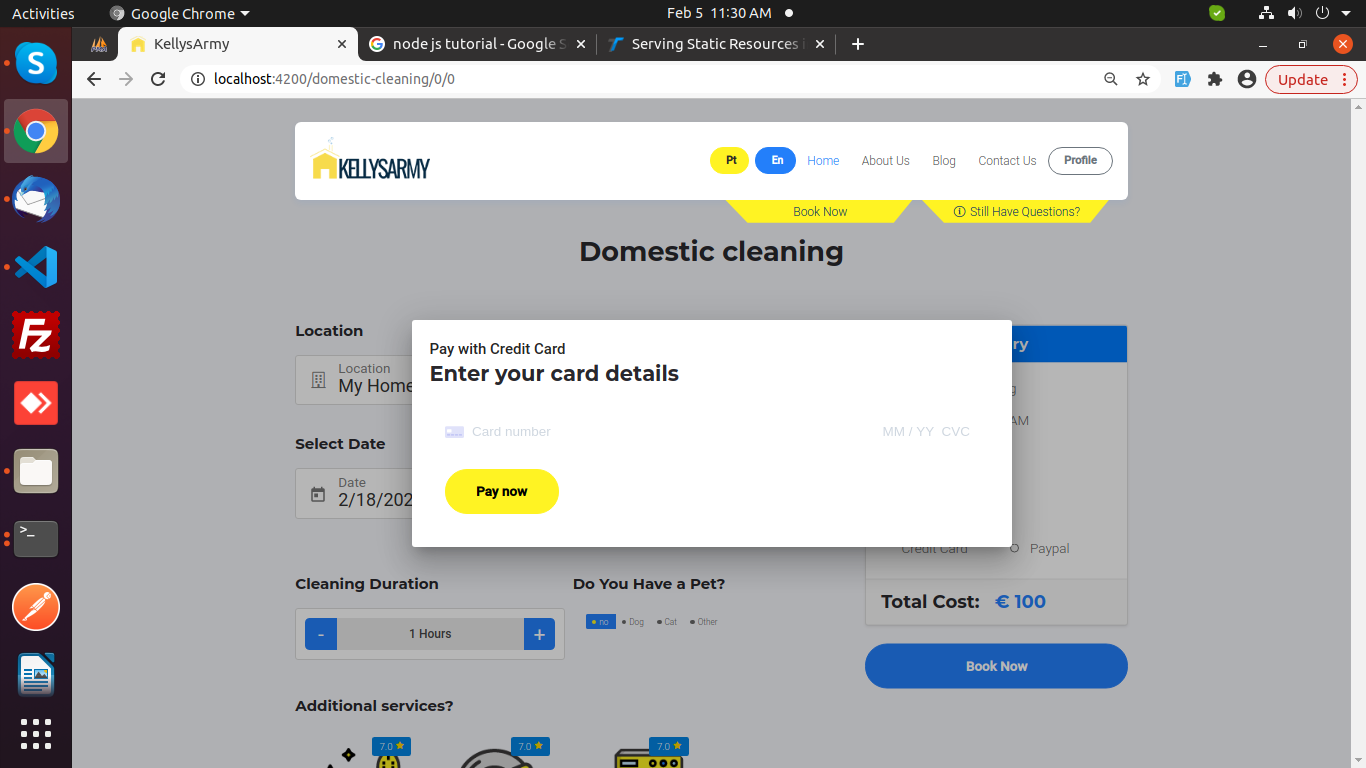 Activities
Google Chrome
Feb 5 11:30 AM
KellysArmy
node js tutorial - Google S
Serving Static Resources i
localhost:4200/domestic-cleaning/0/0
Update
KELLYSARMY
Pt
En
Home
About Us
Blog
Contact Us
Profile
Book Now
Still Have Questions?
Domestic cleaning
Location
Location
My Home
Select Date
Date
2/18/202
Pay with Credit Card
Enter your card details
Card number
MM / YY CVC
Pay now
ry
g
AM
Credit Card
Paypal
Total Cost: € 100
Book Now
Cleaning Duration
- 1 Hours +
Do You Have a Pet?
no
Dog
Cat
Other
Additional services?
7.0
7.0
7.0